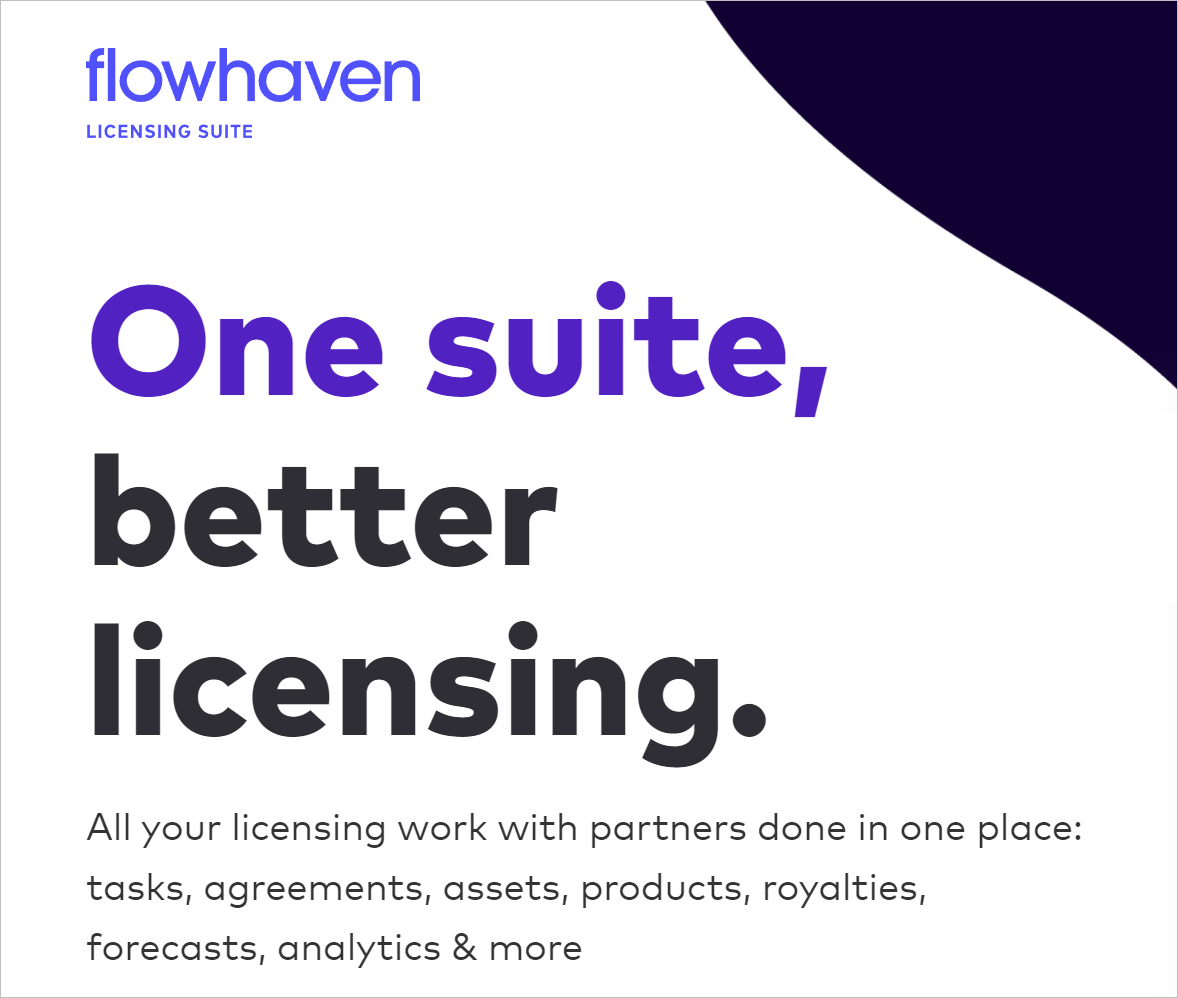 flowhaven
LICENSING SUITE
One suite,
better
licensing.
All your licensing work with partners done in one place:
tasks, agreements, assets, products, royalties,
forecasts, analytics & more